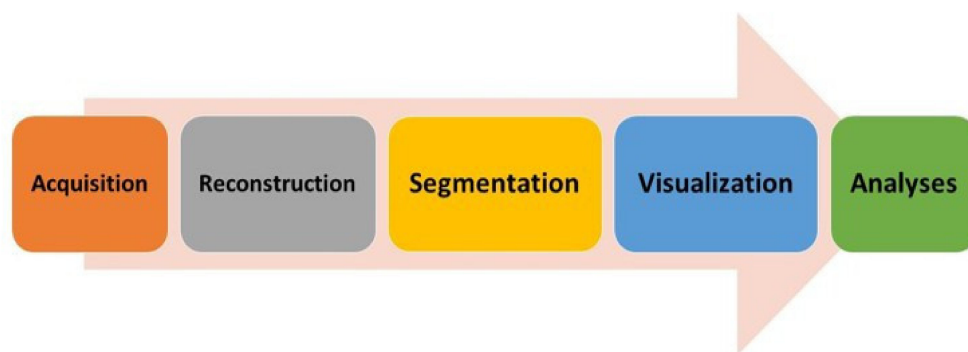 Acquisition
Reconstruction
Segmentation
Visualization
Analyses